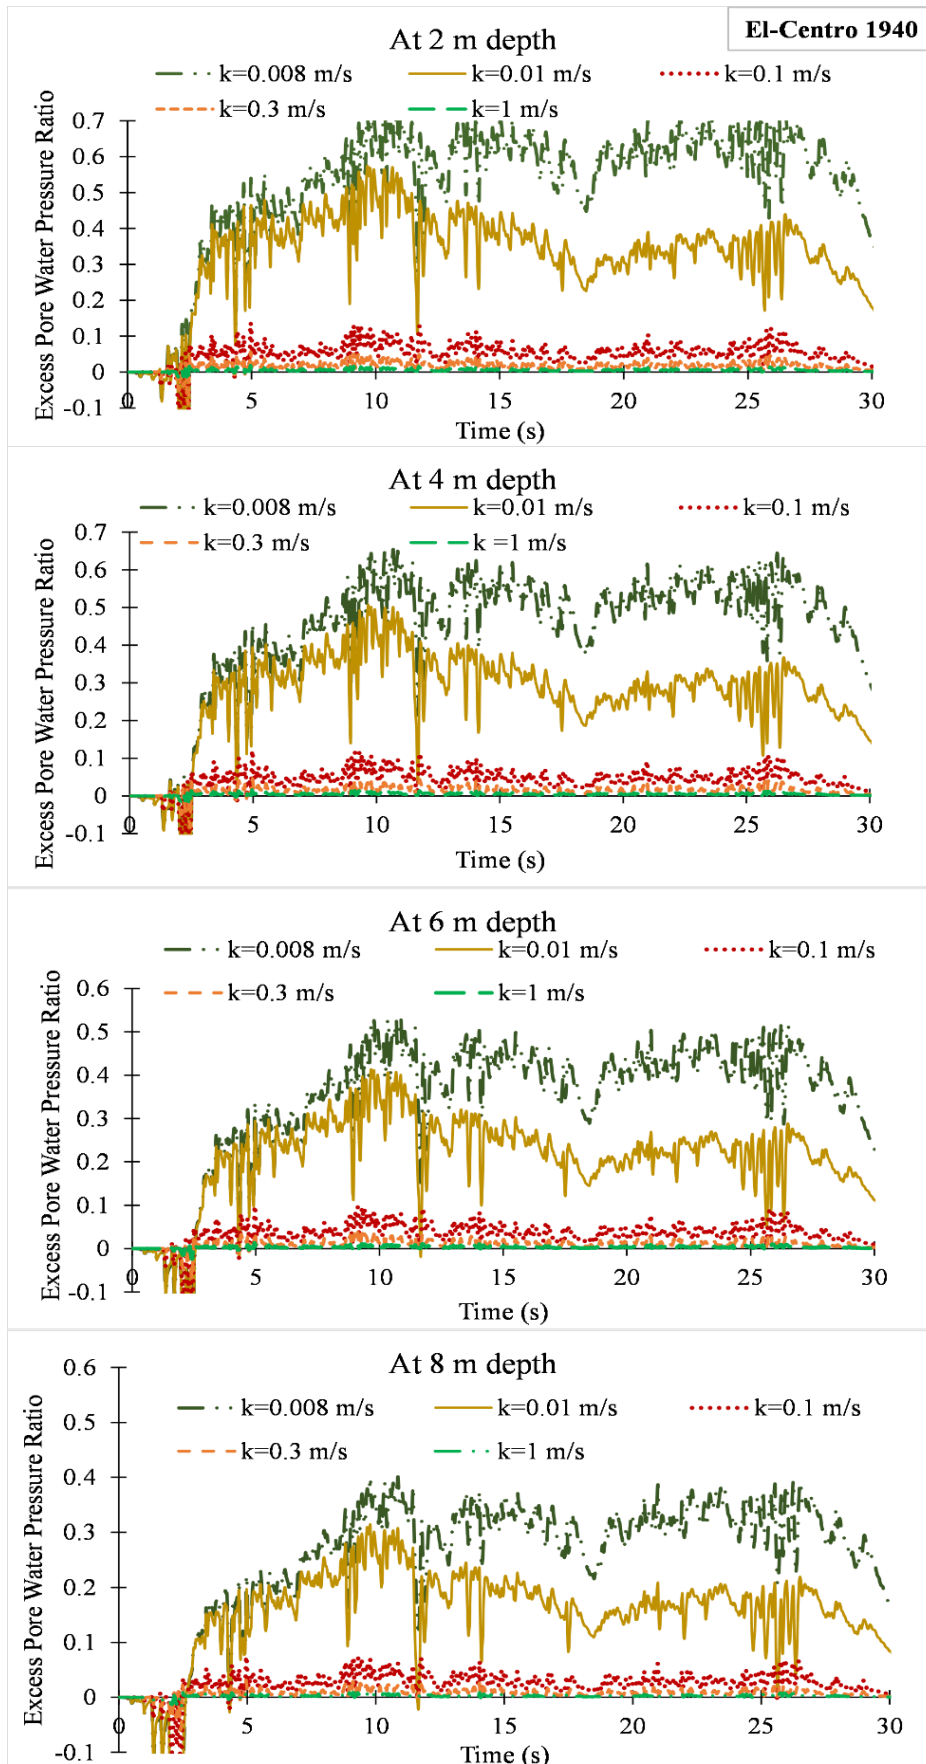 El-Centro 1940
At 2 m depth
k=0.008 m/s k=0.01 m/s k=0.1 m/s
k=0.3 m/s k=1 m/s
Excess Pore Water Pressure Ratio
0.7
0.6
0.5
0.4
0.3
0.2
0.1
0
-0.1
0 5 10 15 20 25 30
Time (s)
At 4 m depth
k=0.008 m/s k=0.01 m/s k=0.1 m/s
k=0.3 m/s k =1 m/s
Excess Pore Water Pressure Ratio
0.7
0.6
0.5
0.4
0.3
0.2
0.1
0
-0.1
0 5 10 15 20 25 30
Time (s)
At 6 m depth
k=0.008 m/s k=0.01 m/s k=0.1 m/s
k=0.3 m/s k=1 m/s
Excess Pore Water Pressure Ratio
0.6
0.5
0.4
0.3
0.2
0.1
0
-0.1
0 5 10 15 20 25 30
Time (s)
At 8 m depth
k=0.008 m/s k=0.01 m/s k=0.1 m/s
k=0.3 m/s k=1 m/s
Excess Pore Water Pressure Ratio
0.6
0.5
0.4
0.3
0.2
0.1
0
-0.1
0 5 10 15 20 25 30
Time (s)